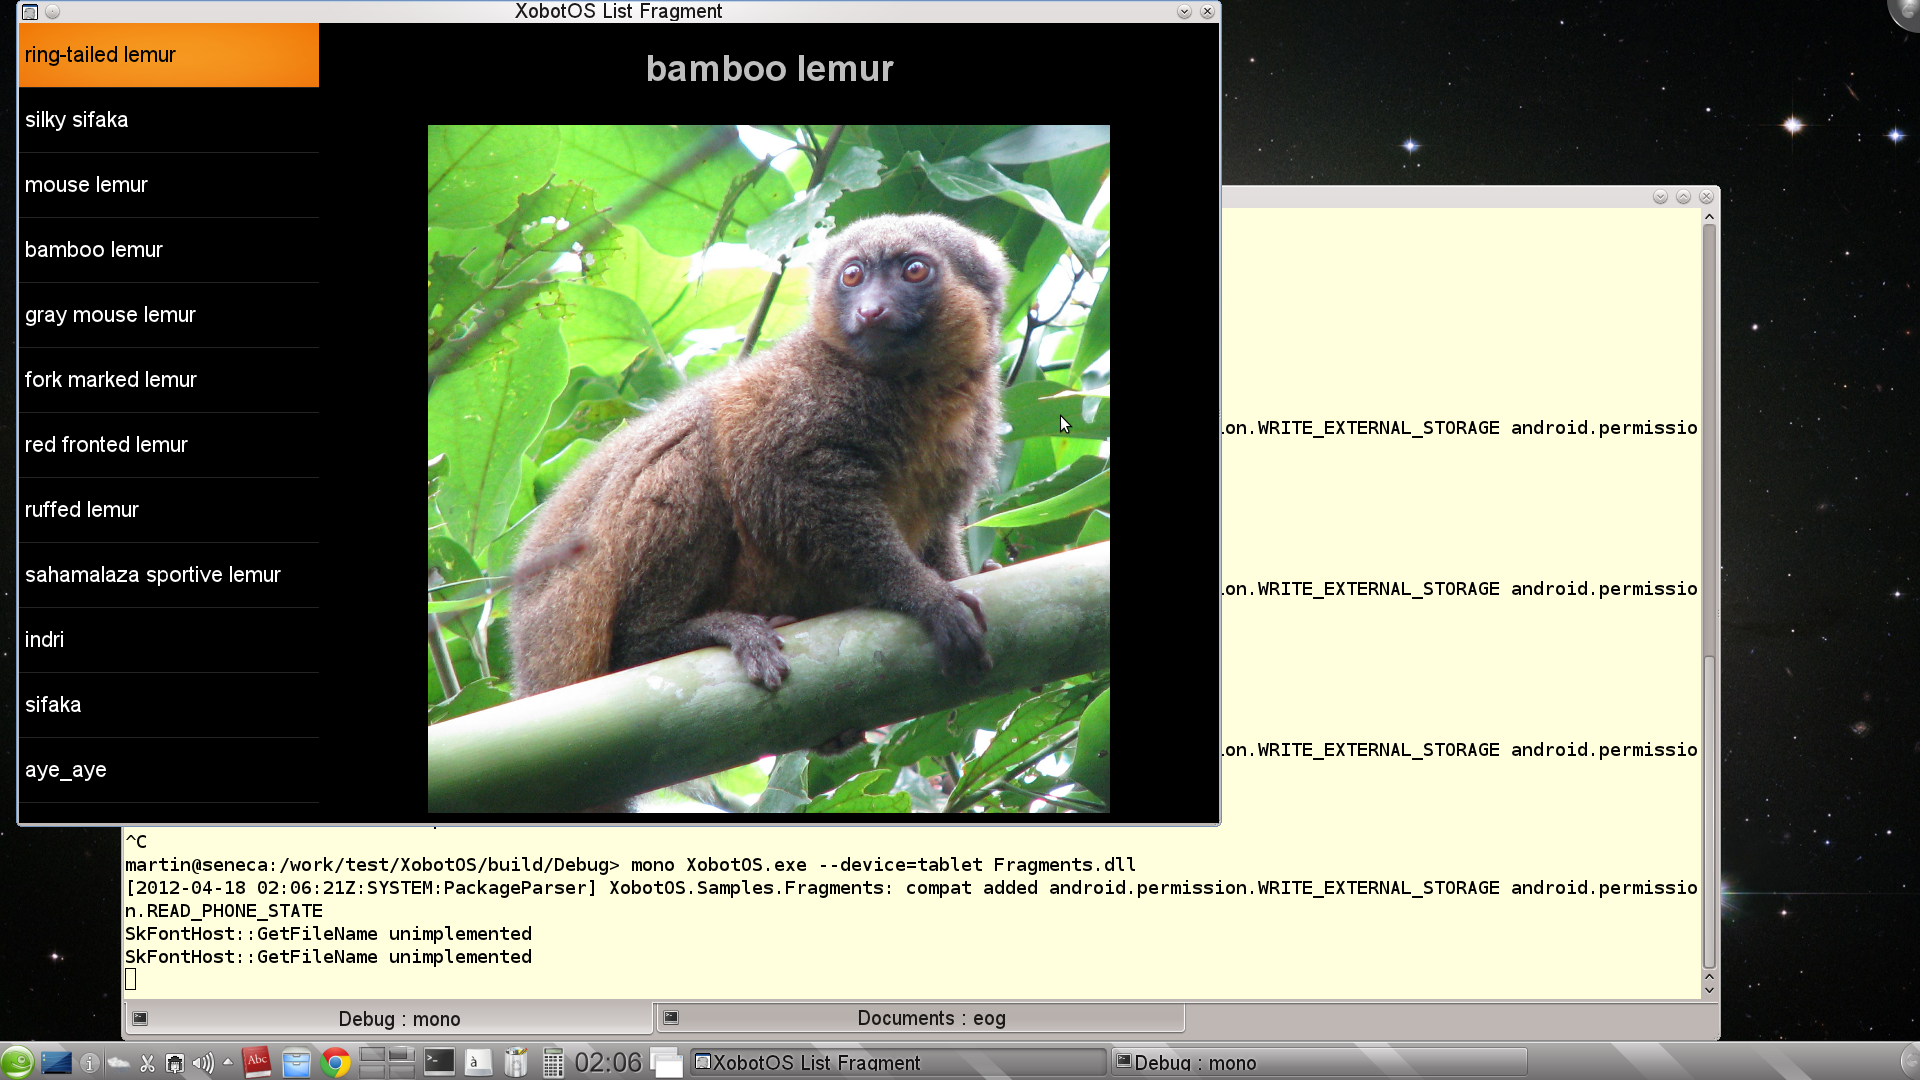 XobotOS List Fragment
ring-tailed lemur
silky sifaka
mouse lemur
bamboo lemur
gray mouse lemur
fork marked lemur
red fronted lemur
ruffed lemur
sahamalaza sportive lemur
indri
sifaka
aye_aye
bamboo lemur
on.WRITE_EXTERNAL_STORAGE android.permissio
on.WRITE_EXTERNAL_STORAGE android.permissio
on.WRITE_EXTERNAL_STORAGE android.permissio
^C
martin@seneca:/work/test/XobotOS/build/Debug> mono XobotOS.exe --device=tablet Fragments.dll
[2012-04-18 02:06:21Z:SYSTEM:PackageParser] XobotOS.Samples.Fragments: compat added android.permission.WRITE_EXTERNAL_STORAGE android.permissio
n.READ_PHONE_STATE
SkFontHost::GetFileName unimplemented
SkFontHost::GetFileName unimplemented
Debug : mono
Documents : eog
Abc
à
02:06
XobotOS List Fragment
Debug : mono